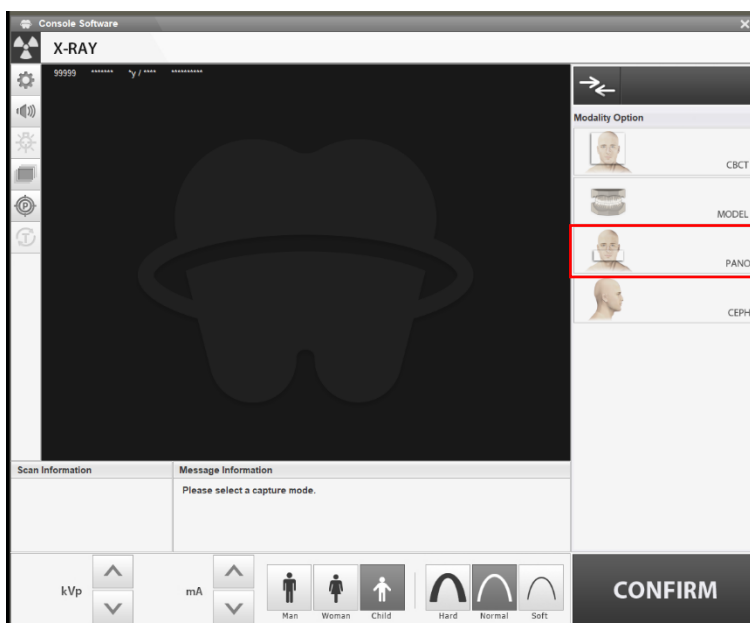 Console Software
X-RAY
99999 ******* *y / **** **********
Modality Option
CBCT
MODEL
PANO
CEPH
Scan Information
Message Information
Please select a capture mode.
kVp
mA
Man Woman Child
Hard Normal Soft
CONFIRM